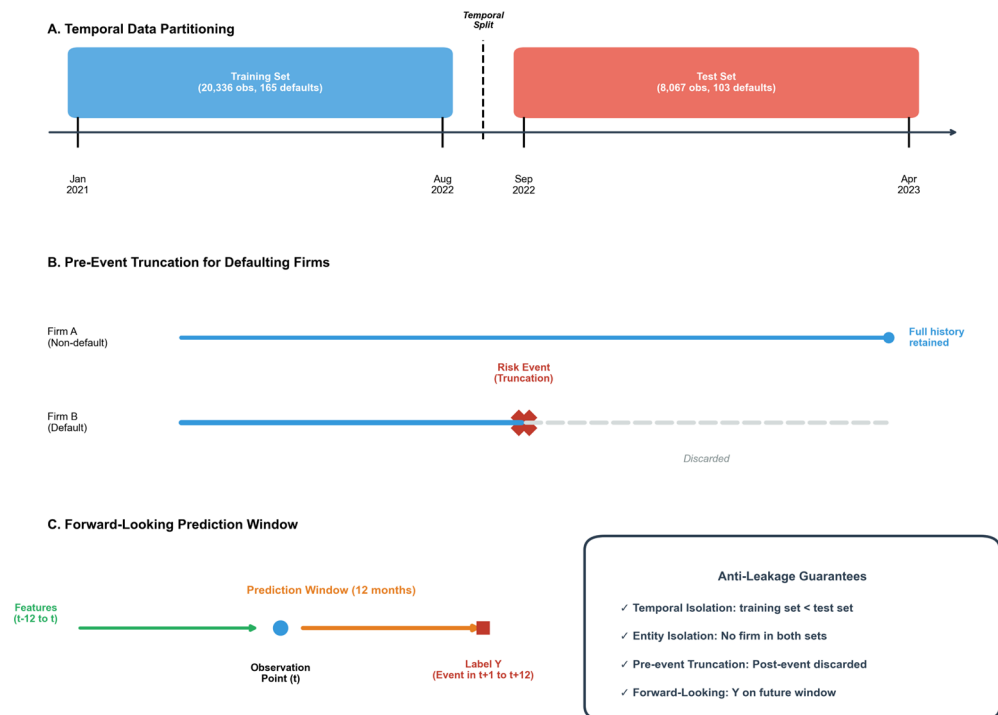 A. Temporal Data Partitioning
Temporal
Split
Training Set
(20,336 obs, 165 defaults)
Test Set
(8,067 obs, 103 defaults)
Jan
2021
Aug
2022
Sep
2022
Apr
2023
B. Pre-Event Truncation for Defaulting Firms
Firm A
(Non-default)
Full history
retained
Risk Event
(Truncation)
Firm B
(Default)
Discarded
C. Forward-Looking Prediction Window
Features
(t-12 to t)
Prediction Window (12 months)
Observation
Point (t)
Label Y
(Event in t+1 to t+12)
Anti-Leakage Guarantees
✓ Temporal Isolation: training set < test set
✓ Entity Isolation: No firm in both sets
✓ Pre-event Truncation: Post-event discarded
✓ Forward-Looking: Y on future window